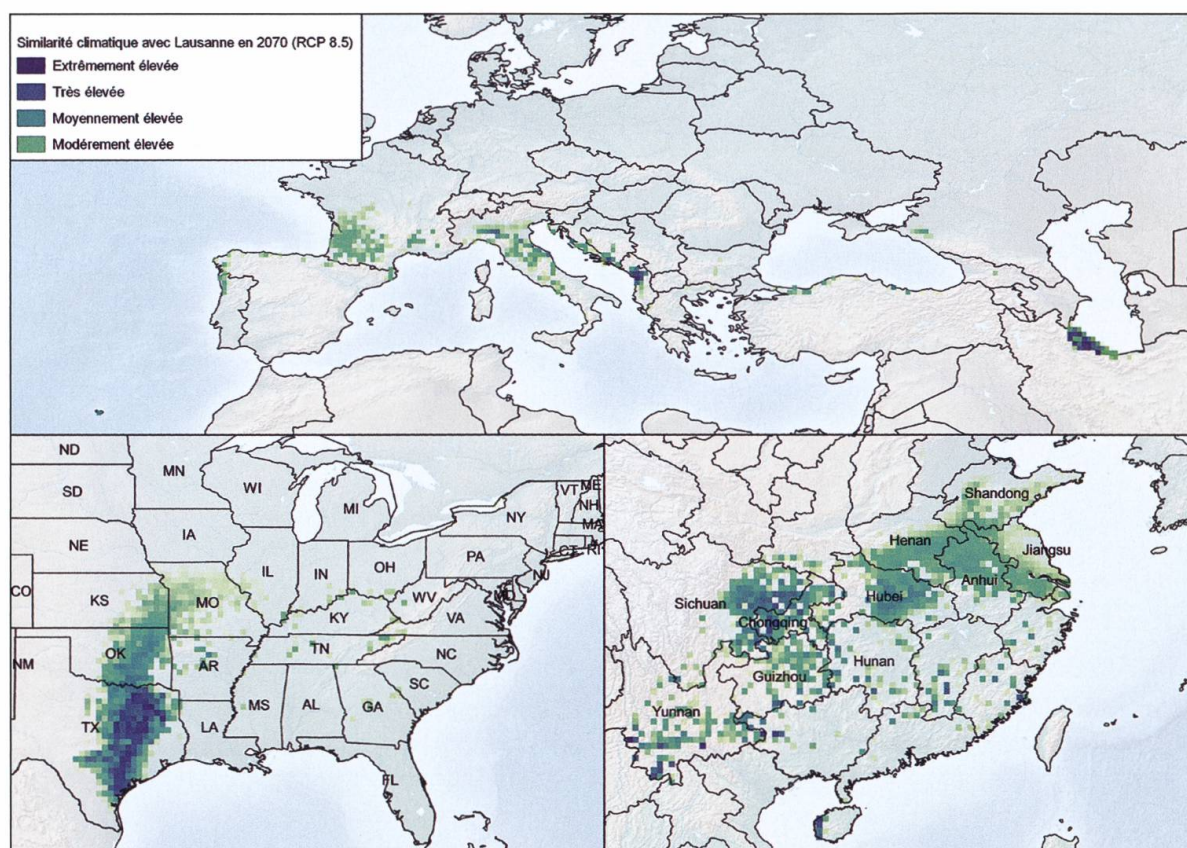 Similarité climatique avec Lausanne en 2070 (RCP 8.5)
Extrêmement élevée
Très élevée
Moyennement élevée
Modérement élevée
ND
MN
SD
WI
MI
VT
ME
NH
NY
MA
CT
RI
IA
NE
PA
NJ
IL
IN
OH
CO
KS
MO
WV
MD
KY
VA
TN
NC
OK
AR
NM
SC
MS
AL
GA
TX
LA
FL
Shandong
Henan
Jiangsu
Anhui
Hubei
Sichuan
Chongqing
Hunan
Guizhou
Yunnan